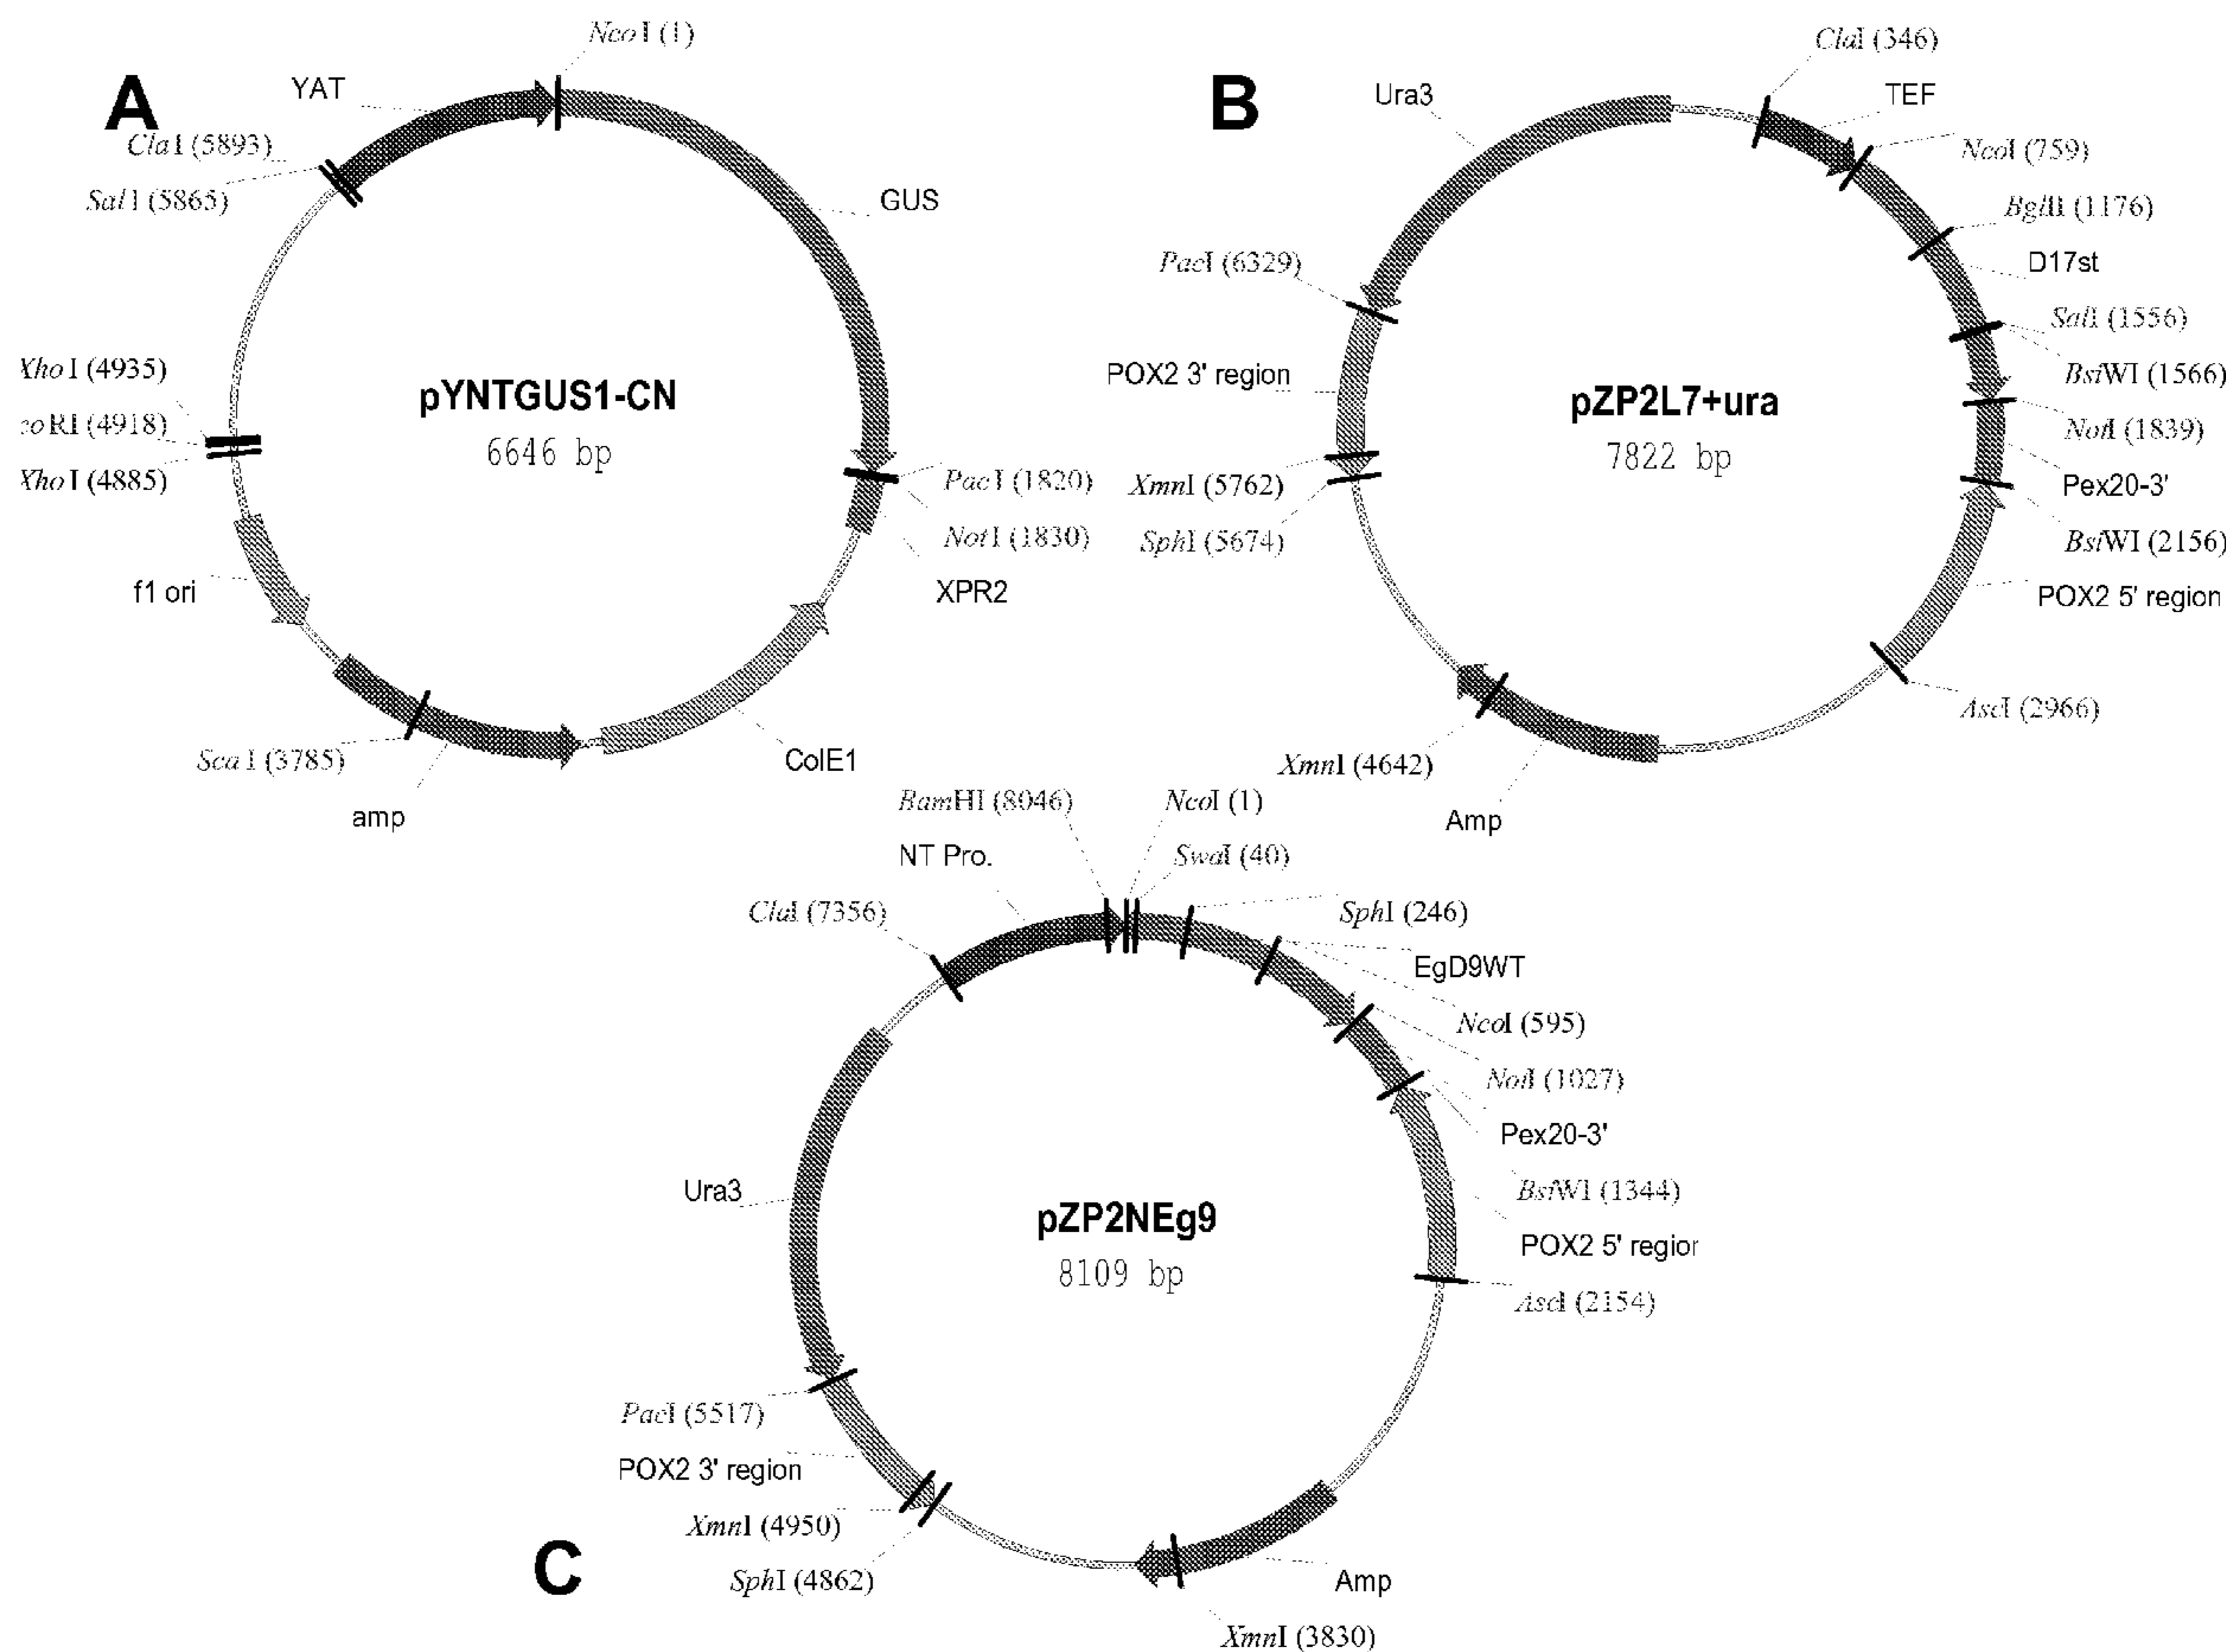 A
NcoI (1)
YAT
ClaI (5893)
SalI (5865)
GUS
XhoI (4935)
coRI (4918)
XhoI (4885)
pYNTGUS1-CN
6646 bp
PacI (1820)
NotI (1830)
XPR2
f1 ori
ScaI (3785)
amp
ColE1
B
ClaI (346)
Ura3
TEF
NcoI (759)
BglII (1176)
D17st
SalI (1556)
BsiWI (1566)
NotI (1839)
Pex20-3'
BsiWI (2156)
POX2 5' region
AscI (2966)
PacI (6329)
POX2 3' region
pZP2L7+ura
7822 bp
XmnI (5762)
SphI (5674)
XmnI (4642)
Amp
BamHI (8046)
NcoI (1)
NT Pro.
SwaI (40)
ClaI (7356)
SphI (246)
EgD9WT
NcoI (595)
NotI (1027)
Pex20-3'
BsiWI (1344)
POX2 5' region
AscI (2154)
Ura3
pZP2NEg9
8109 bp
PacI (5517)
POX2 3' region
XmnI (4950)
SphI (4862)
C
Amp
XmnI (3830)